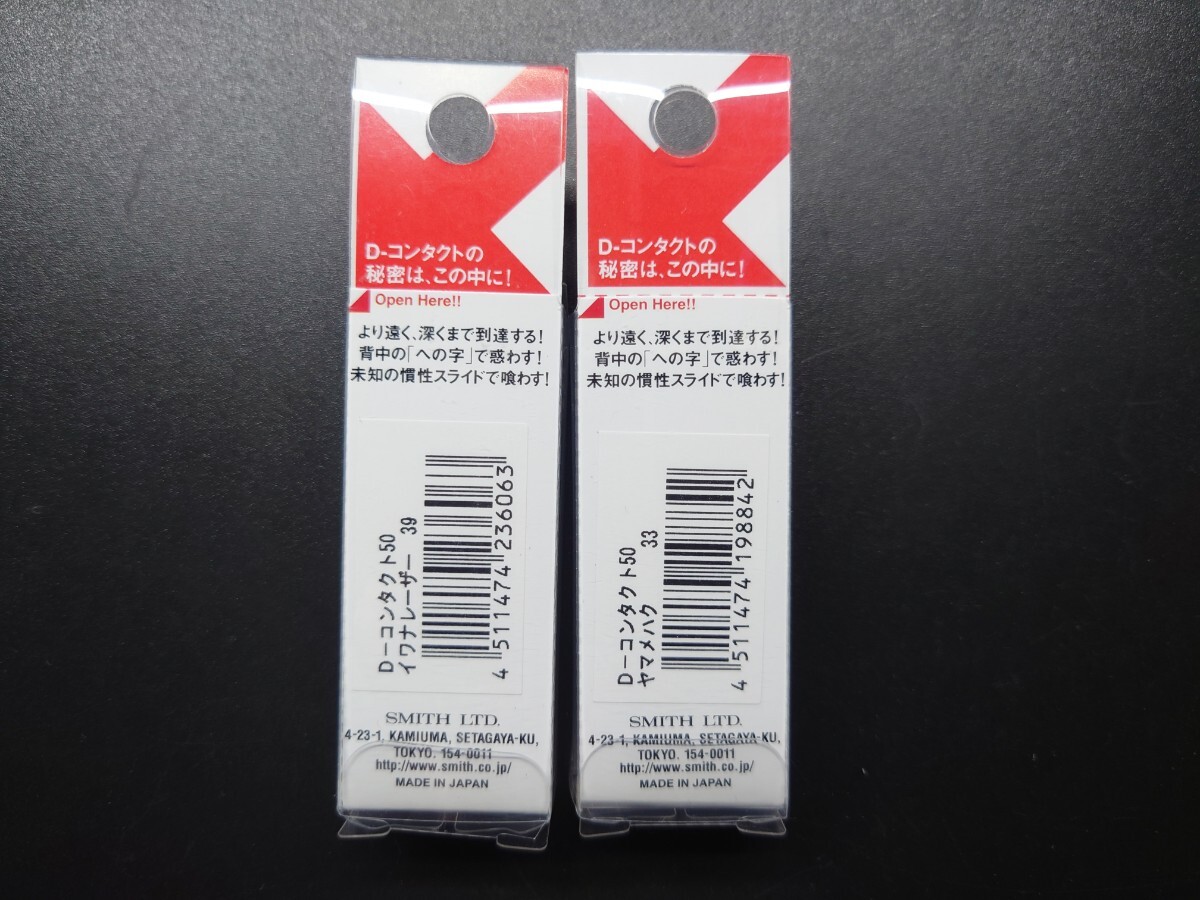 D-コンタクトの
秘密は、この中に!
Open Here!!
より遠く、深くまで到達する!
背中の「への字」で惑わす!
未知の慣性スライドで喰わす!
D-コンタクト50
イワナレーザー 39
4 511474 236063
SMITH LTD.
4-23-1, KAMIUMA, SETAGAYA-KU,
TOKYO. 154-0011
http://www.smith.co.jp/
MADE IN JAPAN
D-コンタクトの
秘密は、この中に!
Open Here!!
より遠く、深くまで到達する!
背中の「への字」で惑わす!
未知の慣性スライドで喰わす!
D-コンタクト50
ヤマメハク 33
4 511474 198842
SMITH LTD.
4-23-1, KAMIUMA, SETAGAYA-KU,
TOKYO. 154-0011
http://www.smith.co.jp/
MADE IN JAPAN